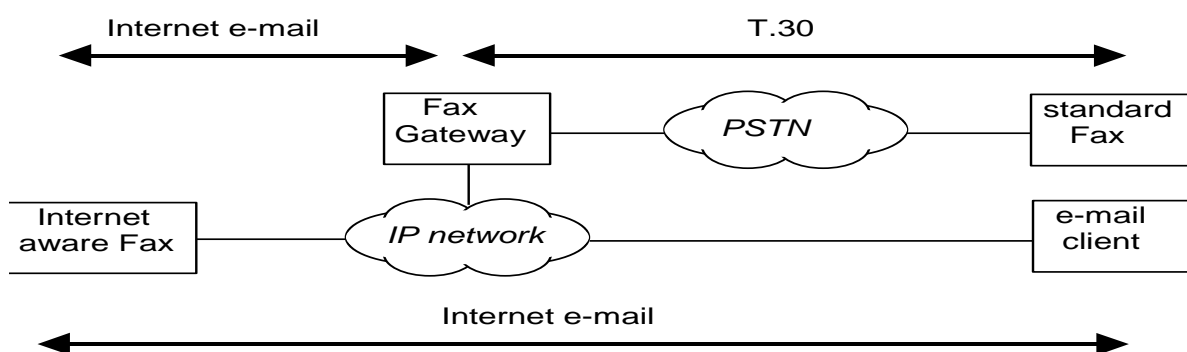 Internet e-mail
T.30
Fax
Gateway
PSTN
standard
Fax
Internet
aware Fax
IP network
e-mail
client
Internet e-mail